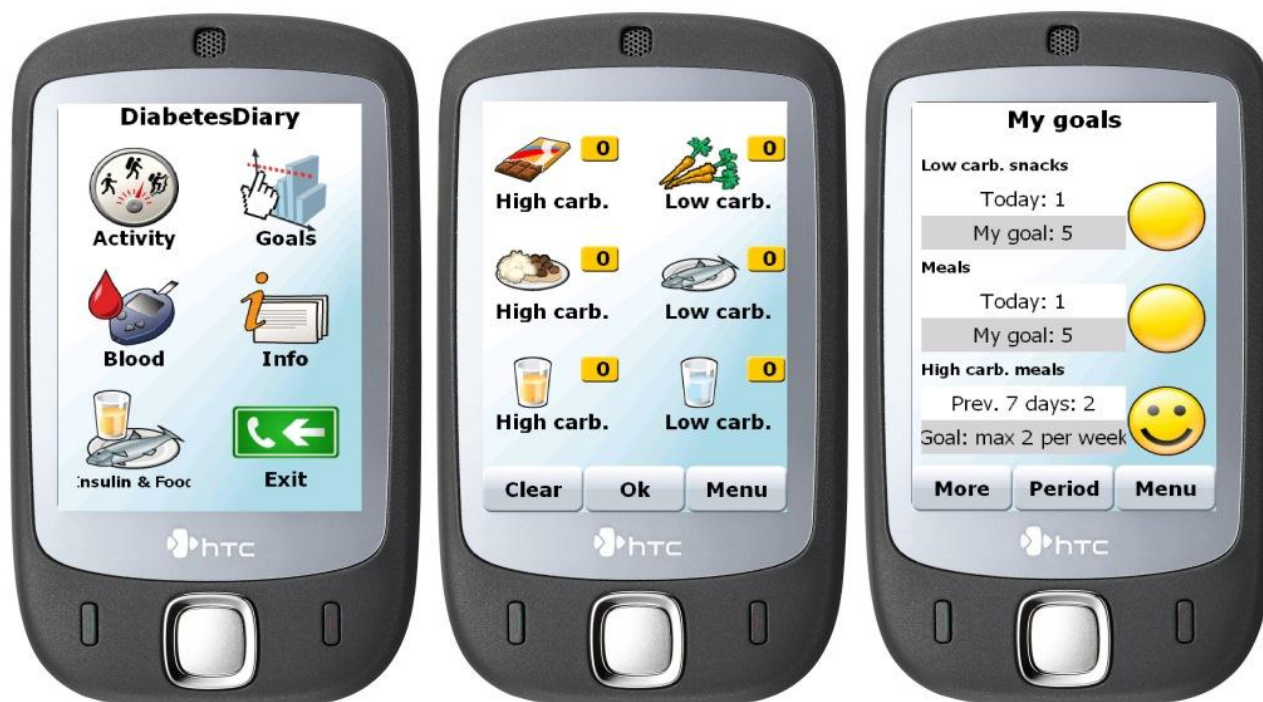 DiabetesDiary
Activity Goals
Blood Info
Insulin & Food
Exit
hTC
0 0
High carb. Low carb.
0 0
High carb. Low carb.
0 0
High carb. Low carb.
Clear Ok Menu
hTC
My goals
Low carb. snacks
Today: 1
My goal: 5
Meals
Today: 1
My goal: 5
High carb. meals
Prev. 7 days: 2
Goal: max 2 per week
More Period Menu
hTC